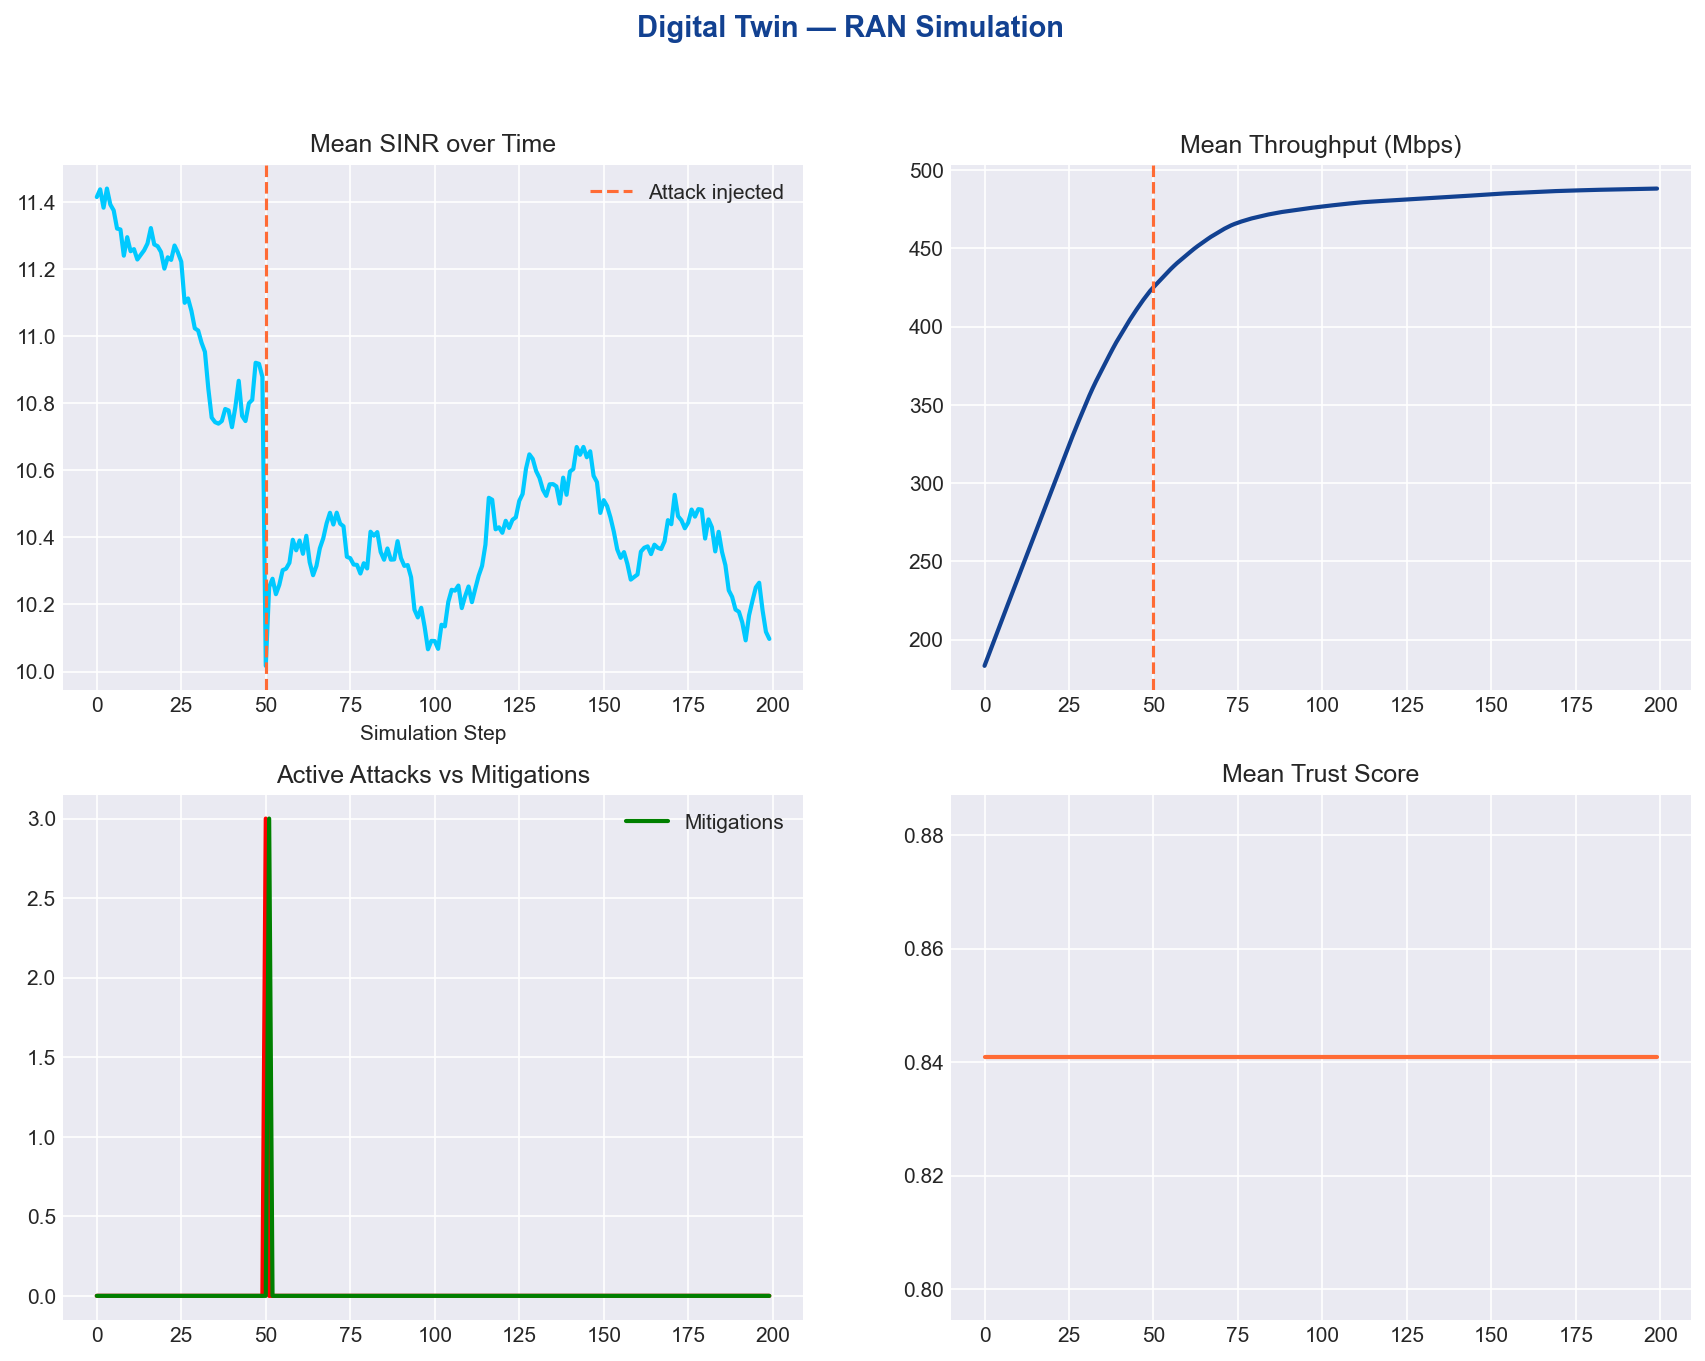 Digital Twin — RAN Simulation
Mean SINR over Time
11.4
11.2
11.0
10.8
10.6
10.4
10.2
10.0
Attack injected
0 25 50 75 100 125 150 175 200
Simulation Step
Mean Throughput (Mbps)
500
450
400
350
300
250
200
0 25 50 75 100 125 150 175 200
Active Attacks vs Mitigations
3.0
2.5
2.0
1.5
1.0
0.5
0.0
Mitigations
0 25 50 75 100 125 150 175 200
Mean Trust Score
0.88
0.86
0.84
0.82
0.80
0 25 50 75 100 125 150 175 200